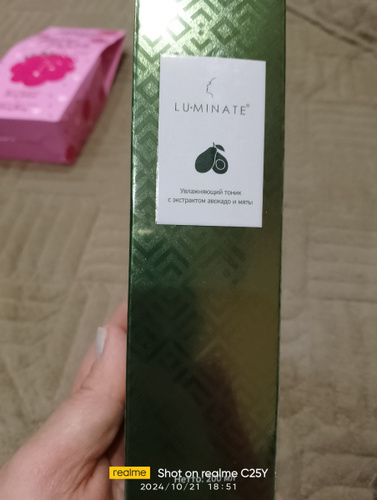 LU·MINATE®
Увлажняющий тоник
с экстрактом авокадо и мяты
Нетто: 200 мл
realme Shot on realme C25Y
2024/10/21 18:51